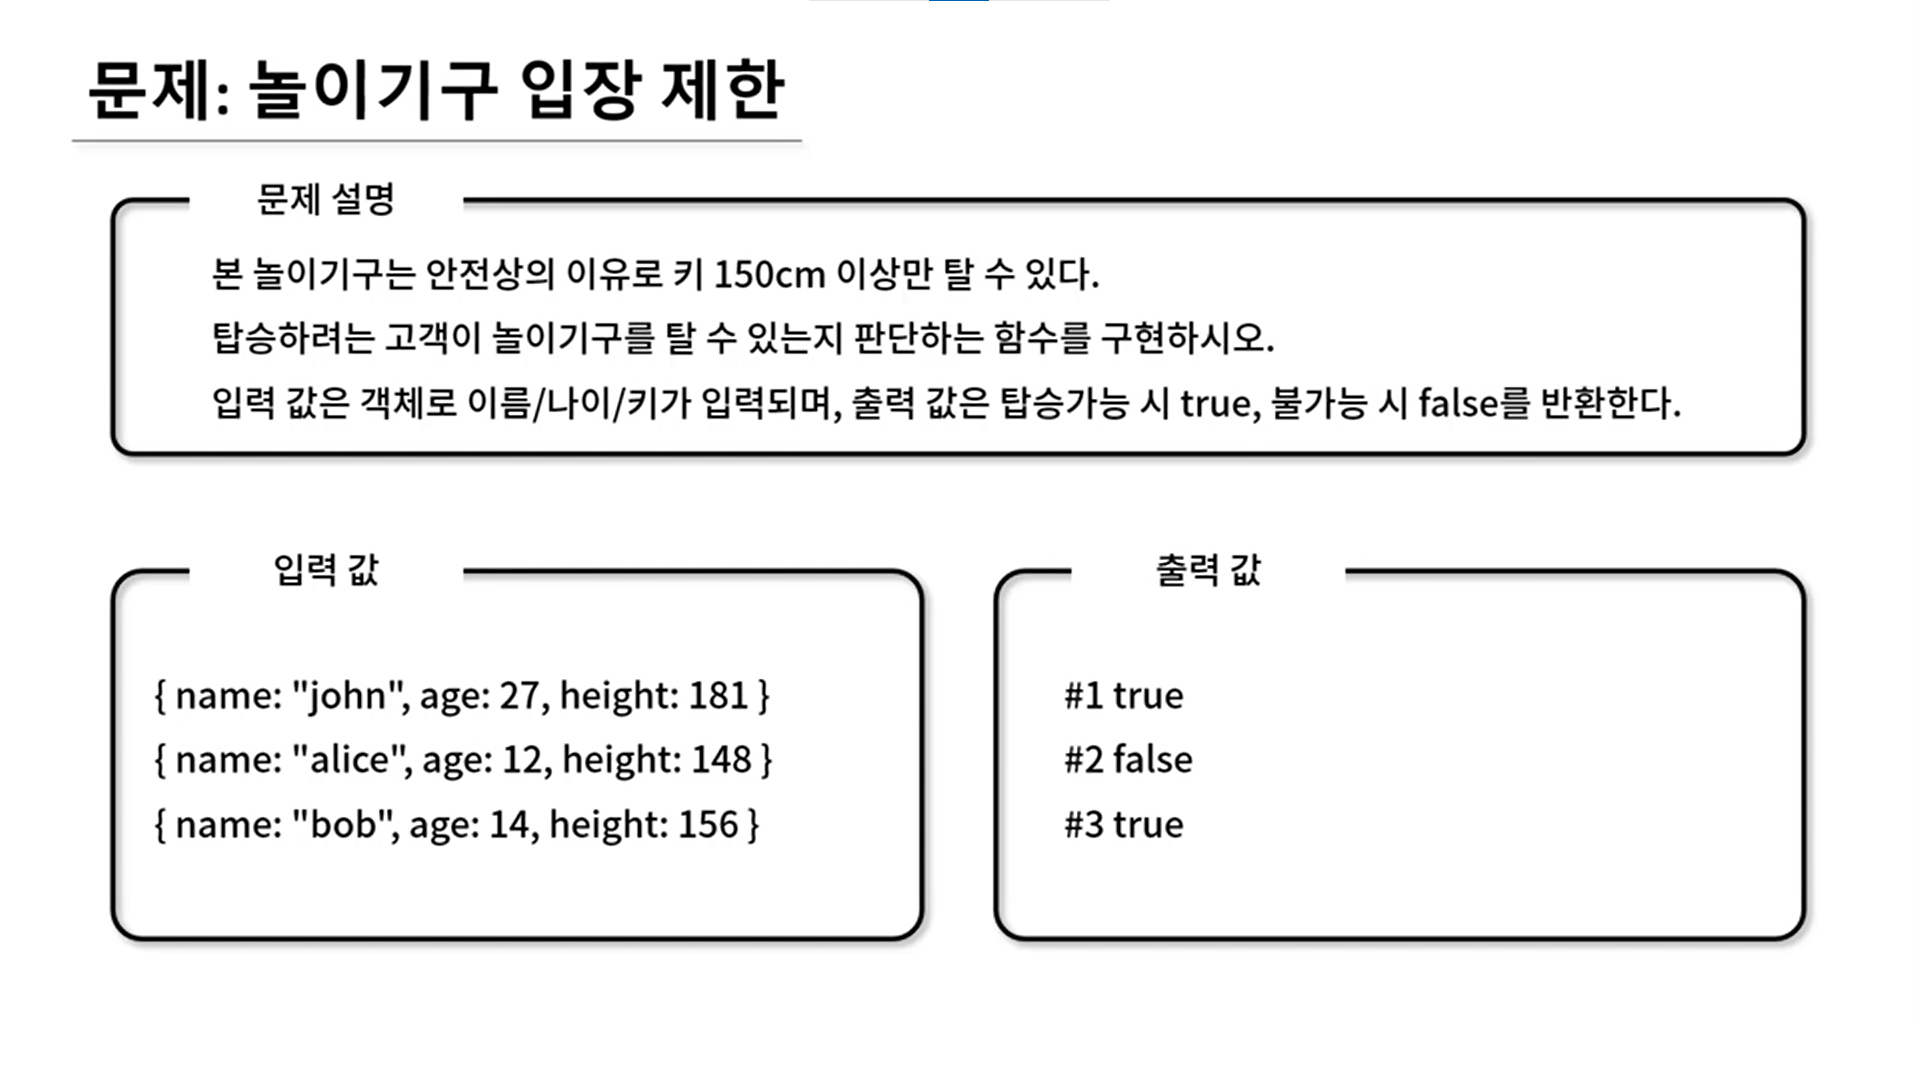 문제: 놀이기구 입장 제한
문제 설명
본 놀이기구는 안전상의 이유로 키 150cm 이상만 탈 수 있다.
탑승하려는 고객이 놀이기구를 탈 수 있는지 판단하는 함수를 구현하시오.
입력 값은 객체로 이름/나이/키가 입력되며, 출력 값은 탑승가능 시 true, 불가능 시 false를 반환한다.
입력 값
{ name: "john", age: 27, height: 181 }
{ name: "alice", age: 12, height: 148 }
{ name: "bob", age: 14, height: 156 }
출력 값
#1 true
#2 false
#3 true